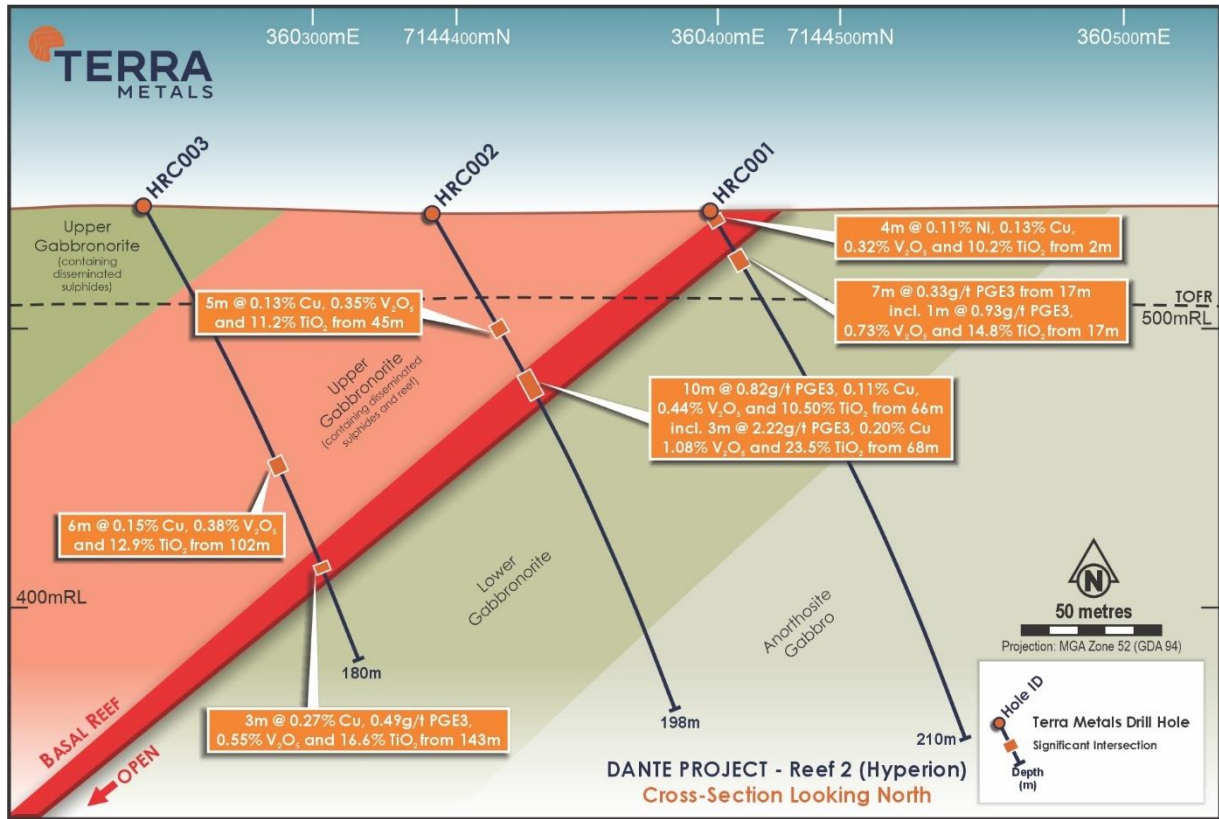 360300mE
7144400mN
360400mE
7144500mN
360500mE
TERRA
METALS
HRC003
HRC002
HRC001
Upper
Gabbronorite
(containing
disseminated
sulphides)
4m @ 0.11% Ni, 0.13% Cu,
0.32% V₂O₅ and 10.2% TiO₂ from 2m
5m @ 0.13% Cu, 0.35% V₂O₅
and 11.2% TiO₂ from 45m
7m @ 0.33g/t PGE3 from 17m
incl. 1m @ 0.93g/t PGE3,
0.73% V₂O₅ and 14.8% TiO₂ from 17m
TOFR
500mRL
Upper
Gabbronorite
(containing disseminated
sulphides and reef)
10m @ 0.82g/t PGE3, 0.11% Cu,
0.44% V₂O₅ and 10.50% TiO₂ from 66m
incl. 3m @ 2.22g/t PGE3, 0.20% Cu
1.08% V₂O₅ and 23.5% TiO₂ from 68m
6m @ 0.15% Cu, 0.38% V₂O₅
and 12.9% TiO₂ from 102m
400mRL
Lower
Gabbronorite
Anorthosite
Gabbro
N
50 metres
Projection: MGA Zone 52 (GDA 94)
180m
198m
210m
3m @ 0.27% Cu, 0.49g/t PGE3,
0.55% V₂O₅ and 16.6% TiO₂ from 143m
BASAL REEF
OPEN
Hole ID
Terra Metals Drill Hole
Significant Intersection
Depth
(m)
DANTE PROJECT - Reef 2 (Hyperion)
Cross-Section Looking North